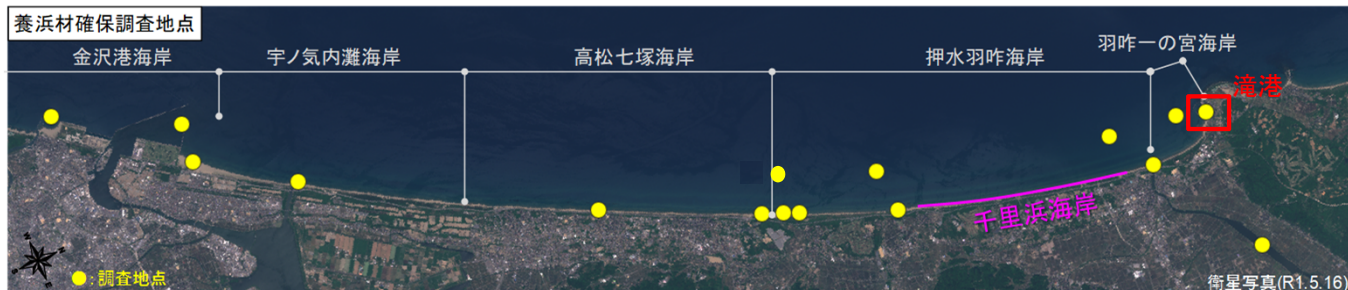 養浜材確保調査地点
金沢港海岸
宇ノ気内灘海岸
高松七塚海岸
押水羽咋海岸
羽咋一の宮海岸
滝港
千里浜海岸
N
:調査地点
衛星写真(R1.5.16)